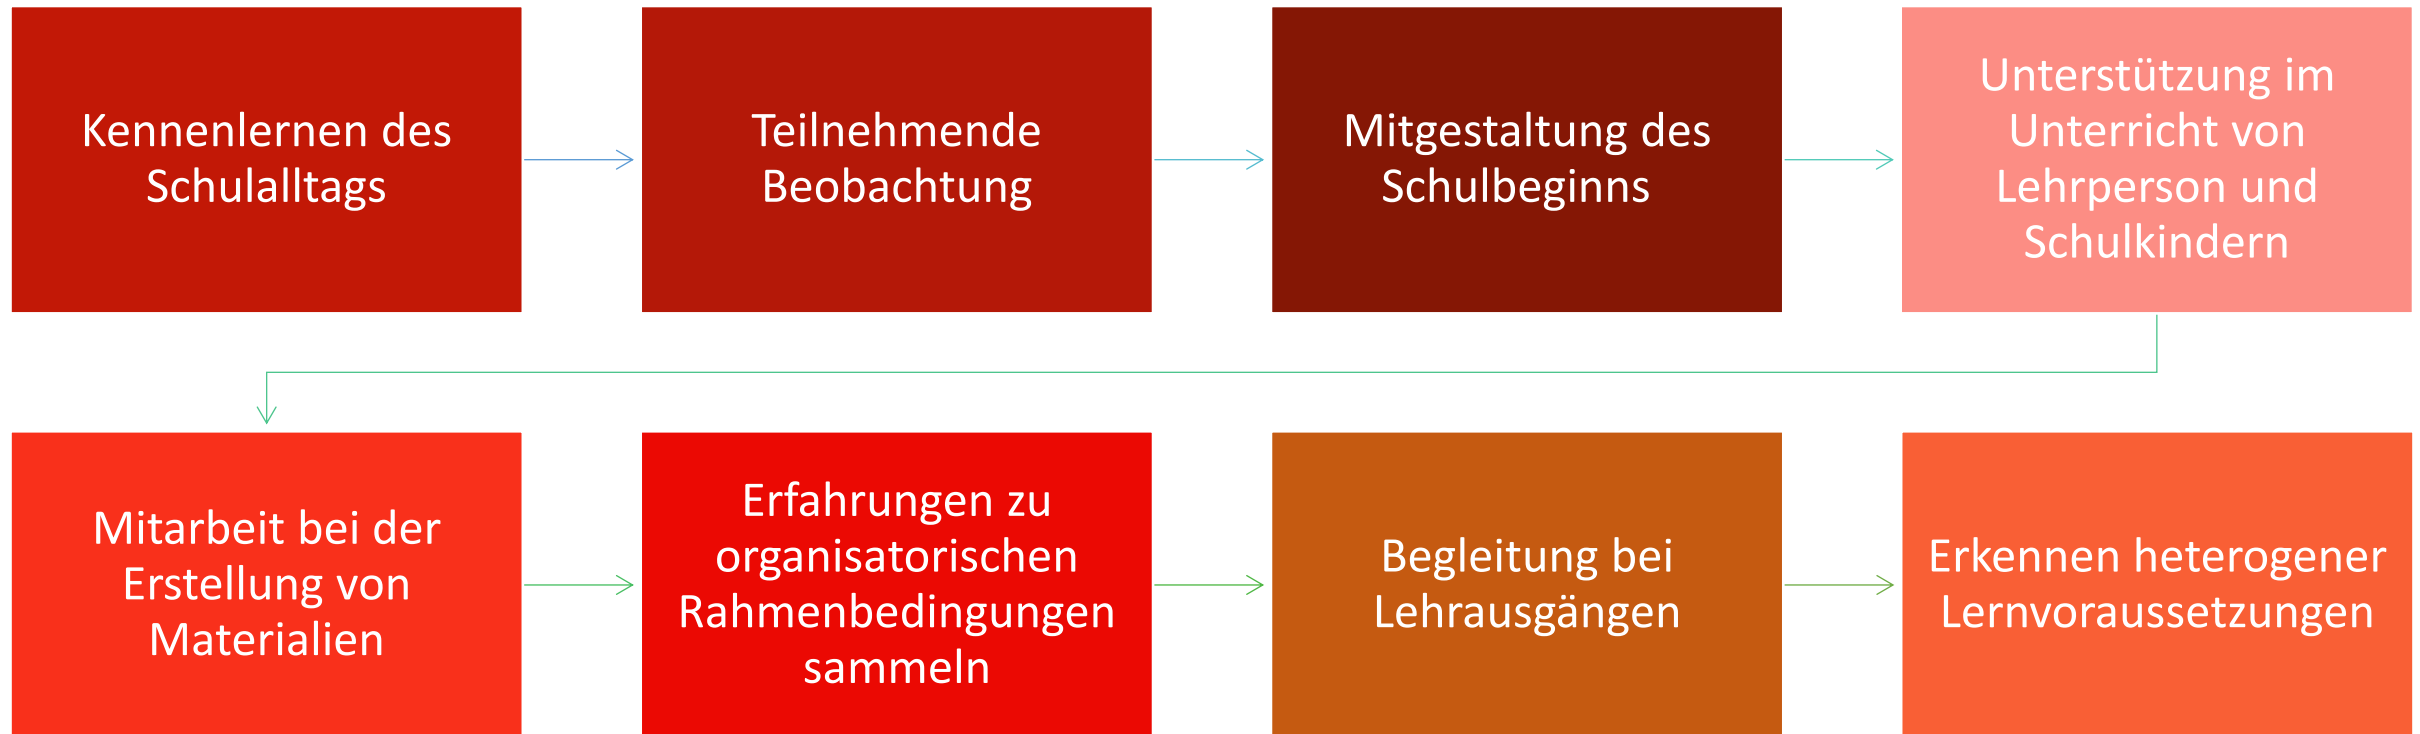 Kennenlernen des
Schulalltags
Teilnehmende
Beobachtung
Mitgestaltung des
Schulbeginns
Unterstützung im
Unterricht von
Lehrperson und
Schulkindern
Mitarbeit bei der
Erstellung von
Materialien
Erfahrungen zu
organisatorischen
Rahmenbedingungen
sammeln
Begleitung bei
Lehrausgängen
Erkennen heterogener
Lernvoraussetzungen